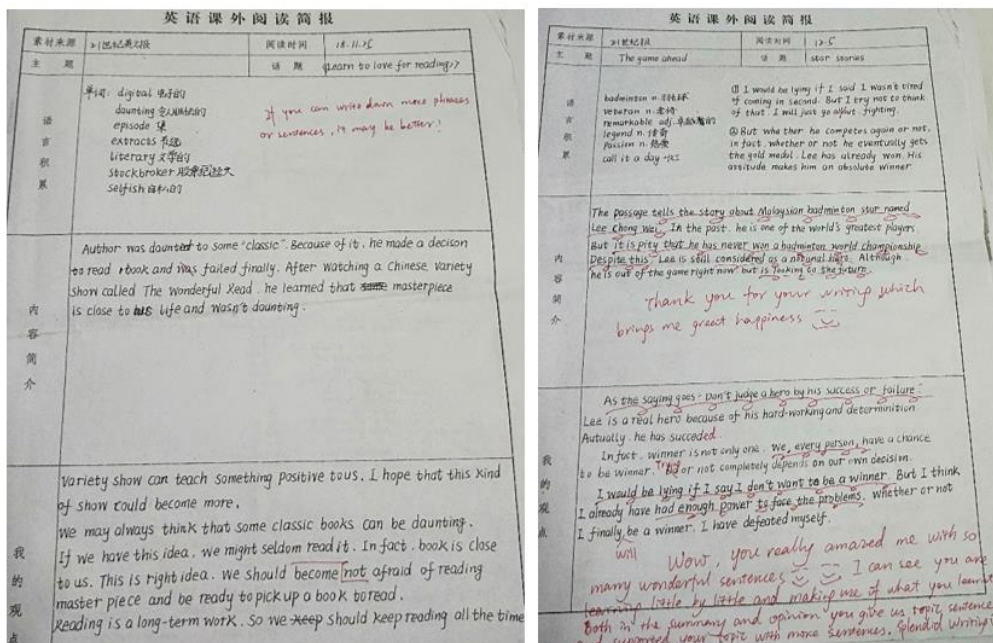 英语课外阅读简报
素材来源 21世纪英文报 阅读时间 18.11.25
主题 话题 《Learn to love for reading》
语言积累
单词: digital 电子的
daunting 令人畏惧的
episode 集
extracts 节选
literary 文学的
stockbroker 股票经纪人
selfish 自私的
If you can write down more phrases
or sentences, it may be better!
内容简介
Author was daunted to some "classic". Because of it, he made a decison
to read book and was failed finally. After watching a Chinese variety
show called The Wonderful Read, he learned that masterpiece
is close to his life and wasn't daunting.
我的观点
Variety show can teach something positive to us. I hope that this kind
of show could become more.
We may always think that some classic books can be daunting.
If we have this idea, we might seldom read it. In fact, book is close
to us. This is right idea. We should become not afraid of reading
master piece and be ready to pick up a book to read.
Reading is a long-term work. So we should keep reading all the time
英语课外阅读简报
素材来源 21世纪报 阅读时间 12.5
主题 The game ahead 话题 star stories
语言积累
badminton n. 羽毛球
veteran n. 老将
remarkable adj. 卓越的
legend n. 传奇
passion n. 热爱
call it a day
① I would be lying if I said I wasn't tired
of coming in second. But I try not to think
of that. I will just go all out fighting.
② But whether he competes again or not,
in fact, whether or not he eventually gets
the gold medal, Lee has already won. His
attitude makes him an absolute winner.
内容简介
The passage tells the story about Malaysian badminton star named
Lee Chong Wei. In the past, he is one of the world's greatest players.
But it is pity that he has never won a badminton world championship.
Despite this, Lee is still considered as a national hero. Although
he is out of the game right now but is looking to the future.
Thank you for your writing which
brings me great happiness
我的观点
As the saying goes: Don't judge a hero by his success or failure.
Lee is a real hero because of his hard-working and determinition
Autually, he has succeded.
In fact, winner is not only one. We, every person, have a chance
to be winner. or not completely depends on our own decision.
I would be lying if I say I don't want to be a winner. But I think
I already have had enough power to face the problems. Whether or not
I finally be a winner, I have defeated myself.
will
Wow, you really amazed me with so
many wonderful sentences I can see you are
learning little by little and making use of what you learnt
Both in the summary and opinion you give us topic sentence
supported your topic with more sentences. Splendid writing